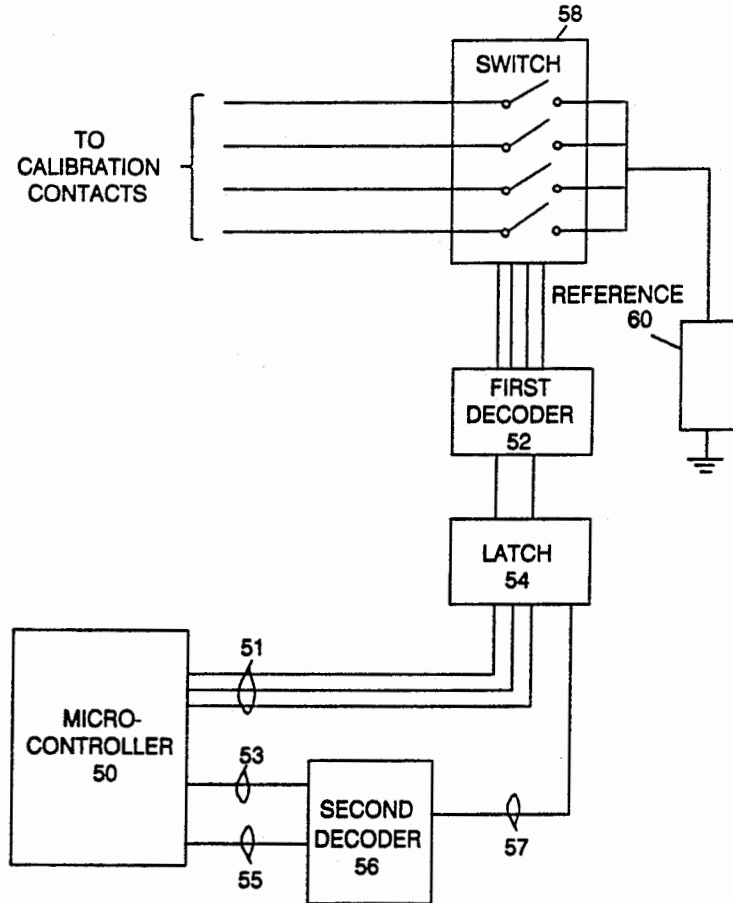 58
SWITCH
TO
CALIBRATION
CONTACTS
REFERENCE
60
FIRST
DECODER
52
LATCH
54
51
MICRO-
CONTROLLER
50
53
SECOND
DECODER
56
55
57